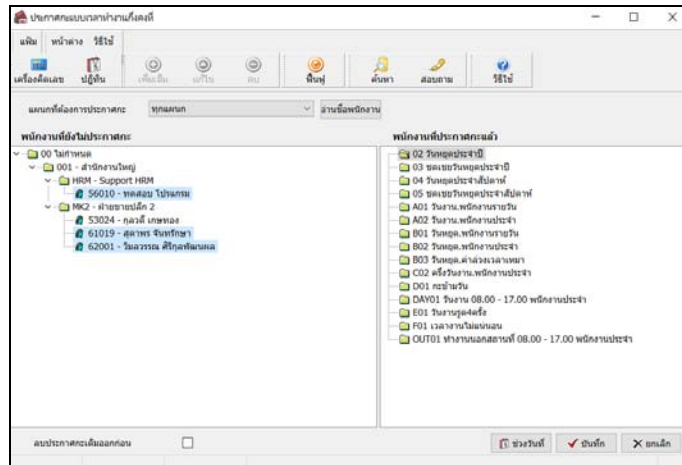 ประกาศกะแบบเวลาทำงานกึ่งคงที่
แฟ้ม หน้าต่าง วิธีใช้
เครื่องคิดเลข ปฏิทิน เพิ่มเติม แก้ไข ลบ ฟื้นฟู ค้นหา สอบถาม วิธีใช้
แผนกที่ต้องการประกาศกะ ทุกแผนก อ่านชื่อพนักงาน
พนักงานที่ยังไม่ประกาศกะ
00 ไม่กำหนด
001 - สำนักงานใหญ่
HRM - Support HRM
56010 - ทดสอบ โปรแกรม
MK2 - ฝ่ายขายปลีก 2
53024 - กุลวดี เกษทอง
61019 - สุดาพร จันทรักษา
62001 - วิมลวรรณ ศิริกุลพัฒนผล
พนักงานที่ประกาศกะแล้ว
02 วันหยุดประจำปี
03 ชดเชยวันหยุดประจำปี
04 วันหยุดประจำสัปดาห์
05 ชดเชยวันหยุดประจำสัปดาห์
A01 วันงาน.พนักงานรายวัน
A02 วันงาน.พนักงานประจำ
B01 วันหยุด.พนักงานรายวัน
B02 วันหยุด.พนักงานประจำ
B03 วันหยุด.ค่าล่วงเวลาเหมา
C02 ครึ่งวันงาน.พนักงานประจำ
D01 กะข้ามวัน
DAY01 วันงาน 08.00 - 17.00 พนักงานประจำ
E01 วันงานรูด4ครั้ง
F01 เวลางานไม่แน่นอน
OUT01 ทำงานนอกสถานที่ 08.00 - 17.00 พนักงานประจำ
ลบประกาศกะเดิมออกก่อน ช่วงวันที่ บันทึก ยกเลิก